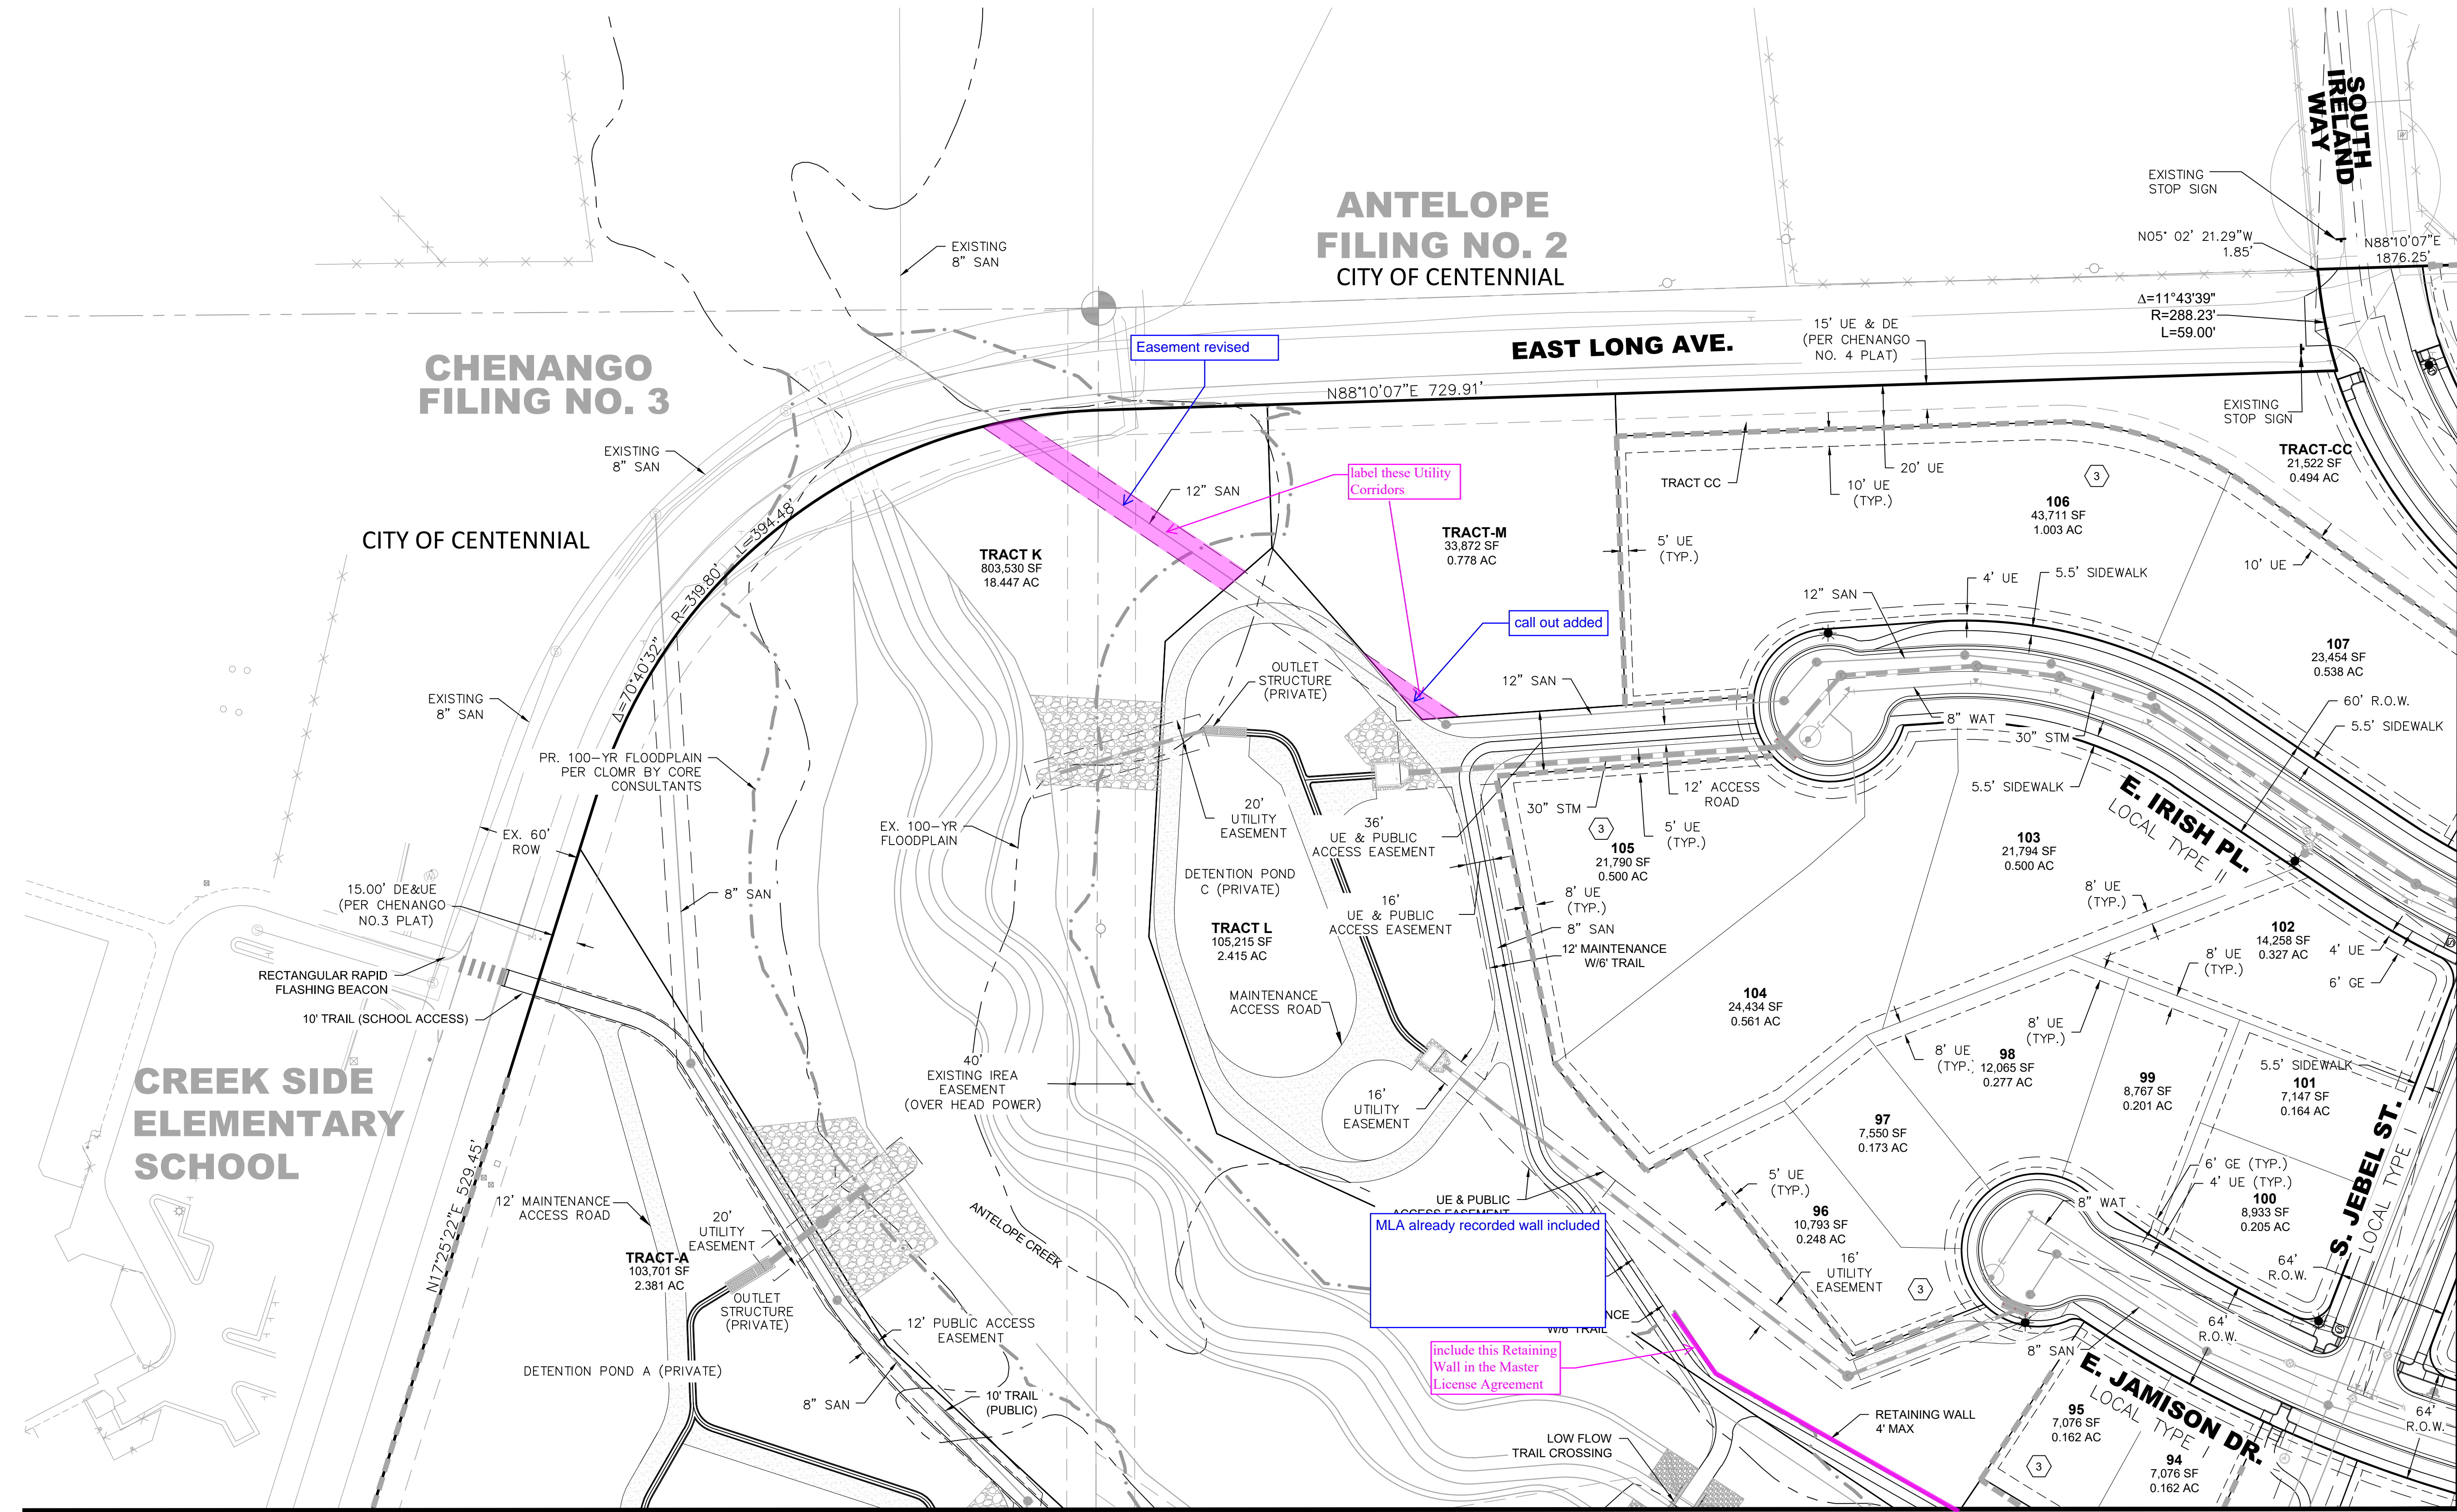 SOUTH
IRELAND
WAY
EXISTING
STOP SIGN
N05° 02' 21.29"W
1.85'
N88°10'07"E
1876.25'
ANTELOPE
FILING NO. 2
CITY OF CENTENNIAL
EXISTING
8" SAN
Δ=11°43'39"
R=288.23'
L=59.00'
15' UE & DE
(PER CHENANGO
NO. 4 PLAT)
EAST LONG AVE.
Easement revised
CHENANGO
FILING NO. 3
N88°10'07"E 729.91'
EXISTING
STOP SIGN
EXISTING
8" SAN
TRACT-CC
21,522 SF
0.494 AC
label these Utility
Corridors
12" SAN
TRACT CC
20' UE
10' UE
(TYP.)
3
106
43,711 SF
1.003 AC
CITY OF CENTENNIAL
TRACT K
803,530 SF
18.447 AC
TRACT-M
33,872 SF
0.778 AC
5' UE
(TYP.)
10' UE
Δ=70°40'32" R=319.80' L=394.48'
4' UE
5.5' SIDEWALK
12" SAN
call out added
107
23,454 SF
0.538 AC
OUTLET
STRUCTURE
(PRIVATE)
12" SAN
EXISTING
8" SAN
60' R.O.W.
5.5' SIDEWALK
8" WAT
30" STM
PR. 100-YR FLOODPLAIN
PER CLOMR BY CORE
CONSULTANTS
5.5' SIDEWALK
E. IRISH PL.
LOCAL TYPE II
12' ACCESS
ROAD
30" STM
20'
UTILITY
EASEMENT
36'
UE & PUBLIC
ACCESS EASEMENT
3
105
21,790 SF
0.500 AC
5' UE
(TYP.)
EX. 100-YR
FLOODPLAIN
EX. 60'
ROW
103
21,794 SF
0.500 AC
DETENTION POND
C (PRIVATE)
15.00' DE&UE
(PER CHENANGO
NO.3 PLAT)
8" SAN
8' UE
(TYP.)
8' UE
(TYP.)
16'
UE & PUBLIC
ACCESS EASEMENT
8" SAN
12' MAINTENANCE
W/6' TRAIL
TRACT L
105,215 SF
2.415 AC
102
14,258 SF
0.327 AC
4' UE
8' UE
(TYP.)
6' GE
RECTANGULAR RAPID
FLASHING BEACON
10' TRAIL (SCHOOL ACCESS)
MAINTENANCE
ACCESS ROAD
104
24,434 SF
0.561 AC
8' UE
(TYP.)
8' UE
(TYP.)
98
12,065 SF
0.277 AC
CREEK SIDE
ELEMENTARY
SCHOOL
40'
EXISTING IREA
EASEMENT
(OVER HEAD POWER)
16'
UTILITY
EASEMENT
99
8,767 SF
0.201 AC
5.5' SIDEWALK
101
7,147 SF
0.164 AC
97
7,550 SF
0.173 AC
S. JEBEL ST.
LOCAL TYPE I
N17°25'22"E 529.45'
6' GE (TYP.)
4' UE (TYP.)
100
8,933 SF
0.205 AC
5' UE
(TYP.)
96
10,793 SF
0.248 AC
8" WAT
12' MAINTENANCE
ACCESS ROAD
20'
UTILITY
EASEMENT
ANTELOPE CREEK
UE & PUBLIC
ACCESS EASEMENT
MLA already recorded wall included
TRACT-A
103,701 SF
2.381 AC
16'
UTILITY
EASEMENT
3
64'
R.O.W.
OUTLET
STRUCTURE
(PRIVATE)
12' PUBLIC ACCESS
EASEMENT
NCE
W/6' TRAIL
64'
R.O.W.
8" SAN
include this Retaining
Wall in the Master
License Agreement
DETENTION POND A (PRIVATE)
8" SAN
10' TRAIL
(PUBLIC)
E. JAMISON DR.
LOCAL TYPE I
RETAINING WALL
4' MAX
95
7,076 SF
0.162 AC
64'
R.O.W.
LOW FLOW
TRAIL CROSSING
3
94
7,076 SF
0.162 AC